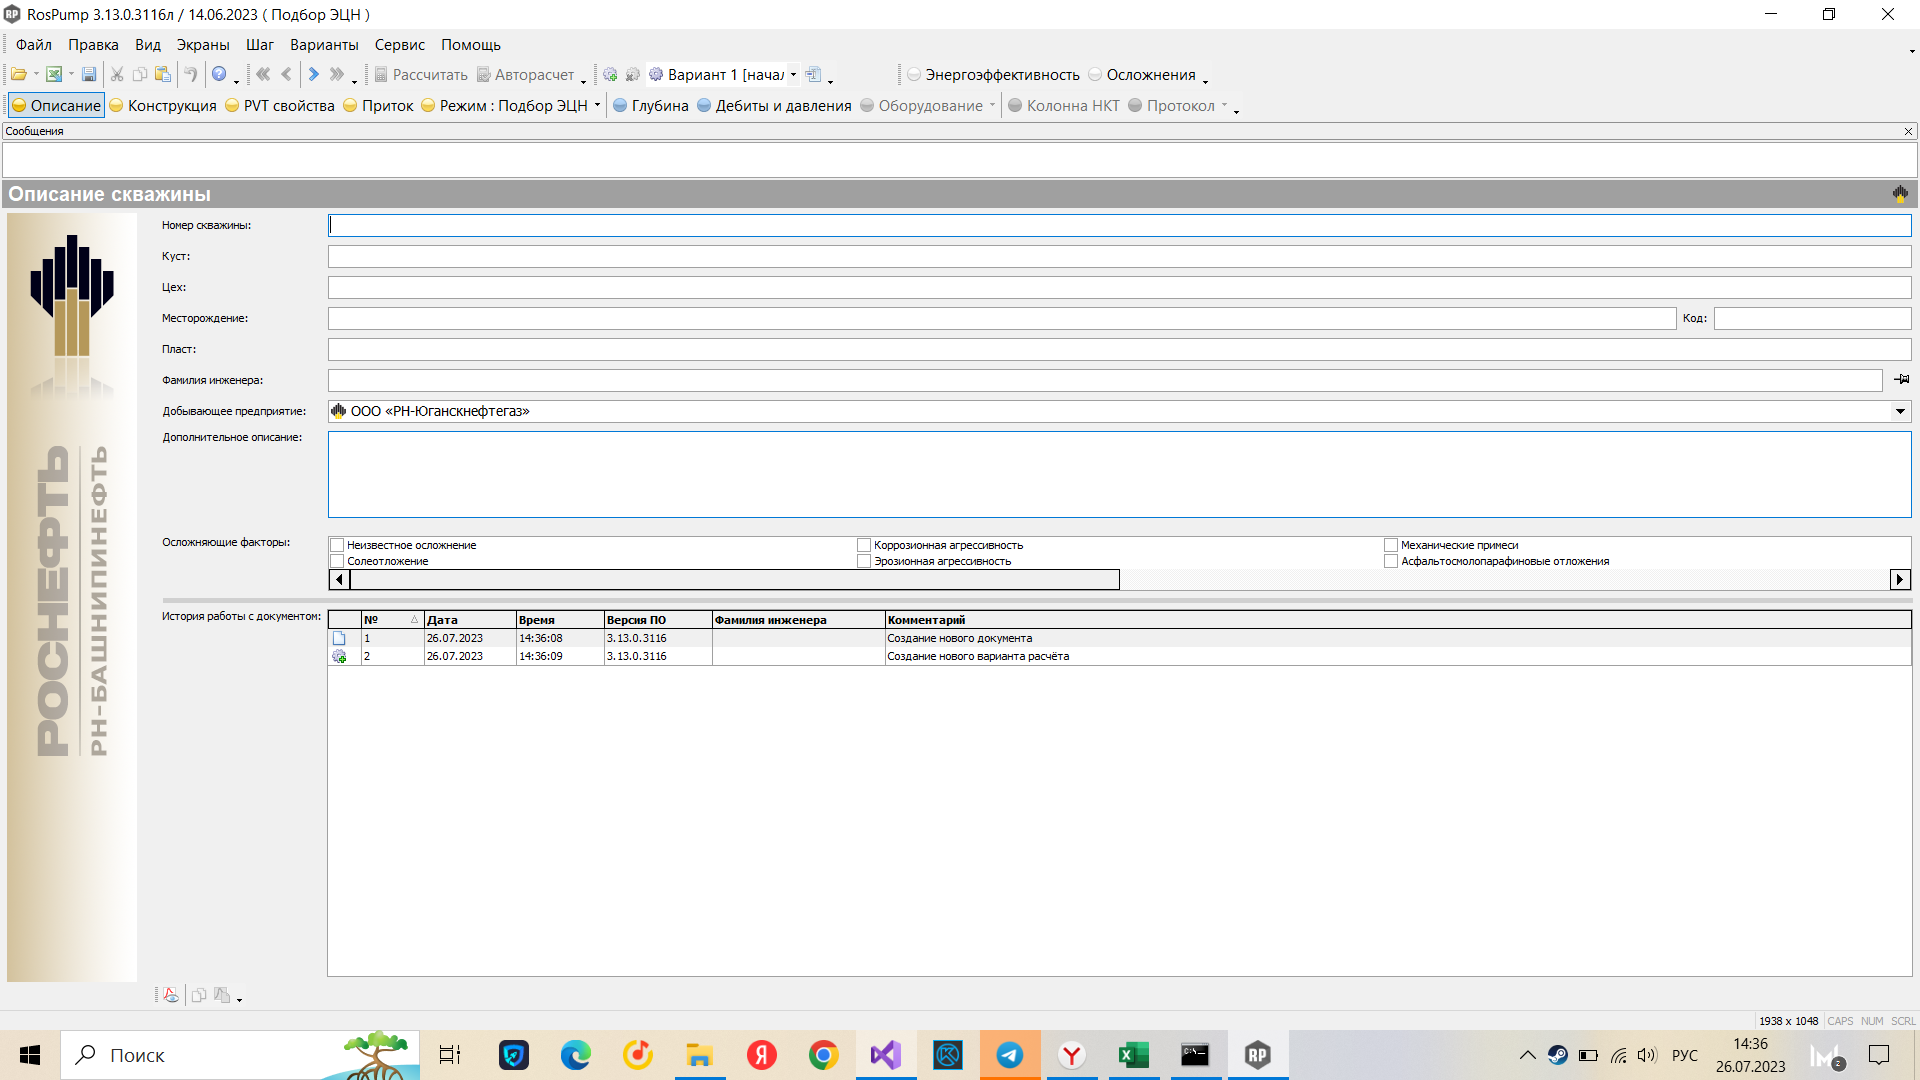 RosPump 3.13.0.3116л / 14.06.2023 ( Подбор ЭЦН )
Файл Правка Вид Экраны Шаг Варианты Сервис Помощь
Рассчитать Авторасчет Вариант 1 [начал Энергоэффективность Осложнения
Описание Конструкция PVT свойства Приток Режим : Подбор ЭЦН Глубина Дебиты и давления Оборудование Колонна НКТ Протокол
Сообщения
Описание скважины
Номер скважины:
Куст:
Цех:
Месторождение: Код:
Пласт:
Фамилия инженера:
Добывающее предприятие: ООО «РН-Юганскнефтегаз»
Дополнительное описание:
Осложняющие факторы: Неизвестное осложнение Коррозионная агрессивность Механические примеси
Солеотложение Эрозионная агрессивность Асфальтосмолопарафиновые отложения
История работы с документом: № Дата Время Версия ПО Фамилия инженера Комментарий
1 26.07.2023 14:36:08 3.13.0.3116 Создание нового документа
2 26.07.2023 14:36:09 3.13.0.3116 Создание нового варианта расчёта
РОСНЕФТЬ
РН-БАШНИПИНЕФТЬ
1938 x 1048 CAPS NUM SCRL
Поиск
РУС
14:36
26.07.2023
2